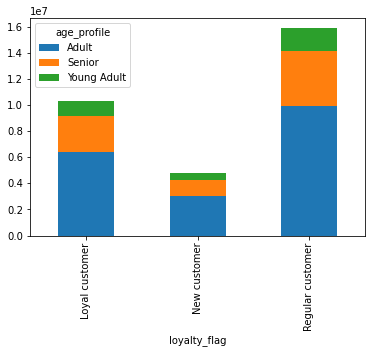 1e7
age_profile
Adult
Senior
Young Adult
1.6
1.4
1.2
1.0
0.8
0.6
0.4
0.2
0.0
Loyal customer
New customer
Regular customer
loyalty_flag